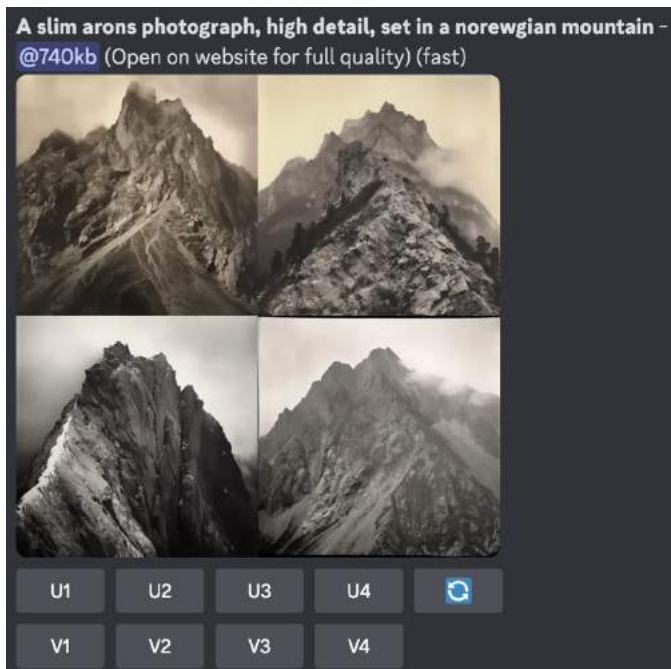 A slim arons photograph, high detail, set in a norewgian mountain -
@740kb (Open on website for full quality) (fast)
U1 U2 U3 U4
V1 V2 V3 V4